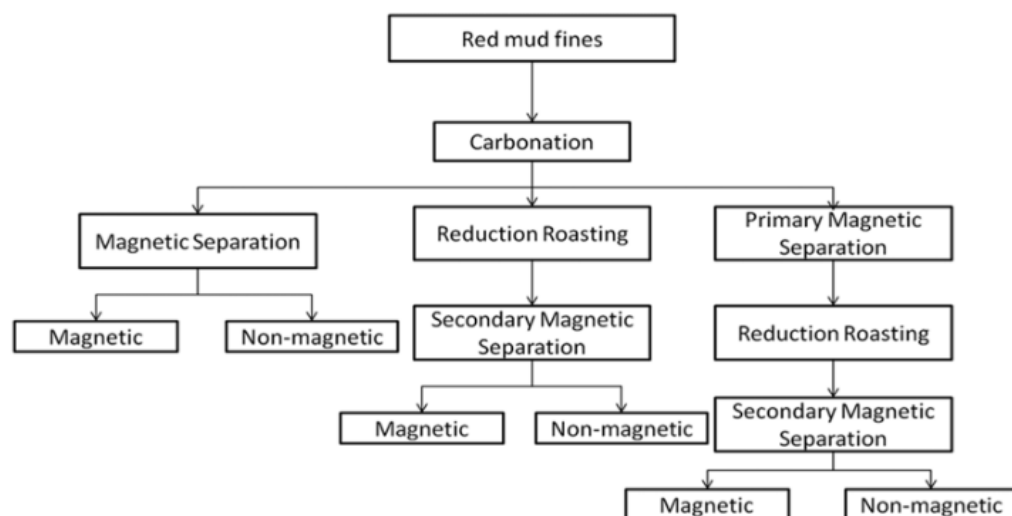 Red mud fines
Carbonation
Magnetic Separation
Reduction Roasting
Primary Magnetic
Separation
Magnetic
Non-magnetic
Secondary Magnetic
Separation
Reduction Roasting
Magnetic
Non-magnetic
Secondary Magnetic
Separation
Magnetic
Non-magnetic